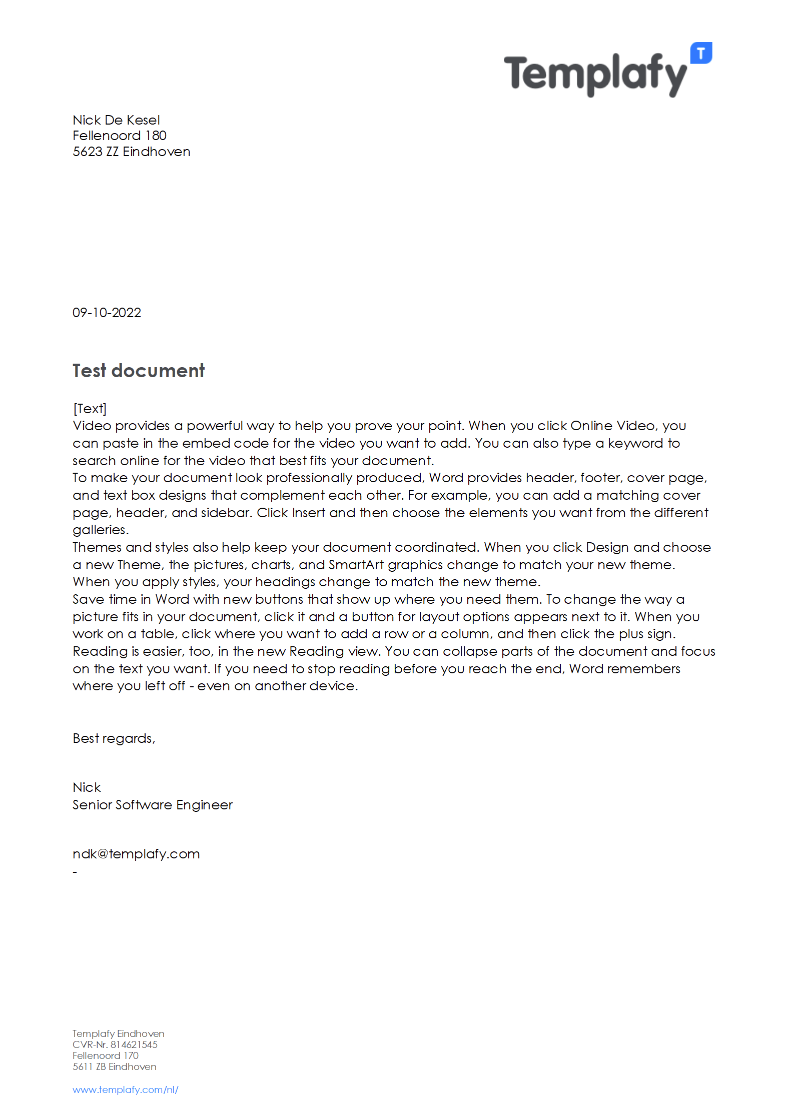 Templafy T
Nick De Kesel
Fellenoord 180
5623 ZZ Eindhoven
09-10-2022
Test document
[Text]
Video provides a powerful way to help you prove your point. When you click Online Video, you
can paste in the embed code for the video you want to add. You can also type a keyword to
search online for the video that best fits your document.
To make your document look professionally produced, Word provides header, footer, cover page,
and text box designs that complement each other. For example, you can add a matching cover
page, header, and sidebar. Click Insert and then choose the elements you want from the different
galleries.
Themes and styles also help keep your document coordinated. When you click Design and choose
a new Theme, the pictures, charts, and SmartArt graphics change to match your new theme.
When you apply styles, your headings change to match the new theme.
Save time in Word with new buttons that show up where you need them. To change the way a
picture fits in your document, click it and a button for layout options appears next to it. When you
work on a table, click where you want to add a row or a column, and then click the plus sign.
Reading is easier, too, in the new Reading view. You can collapse parts of the document and focus
on the text you want. If you need to stop reading before you reach the end, Word remembers
where you left off - even on another device.
Best regards,
Nick
Senior Software Engineer
ndk@templafy.com
-
Templafy Eindhoven
CVR-Nr. 814621545
Fellenoord 170
5611 ZB Eindhoven
www.templafy.com/nl/